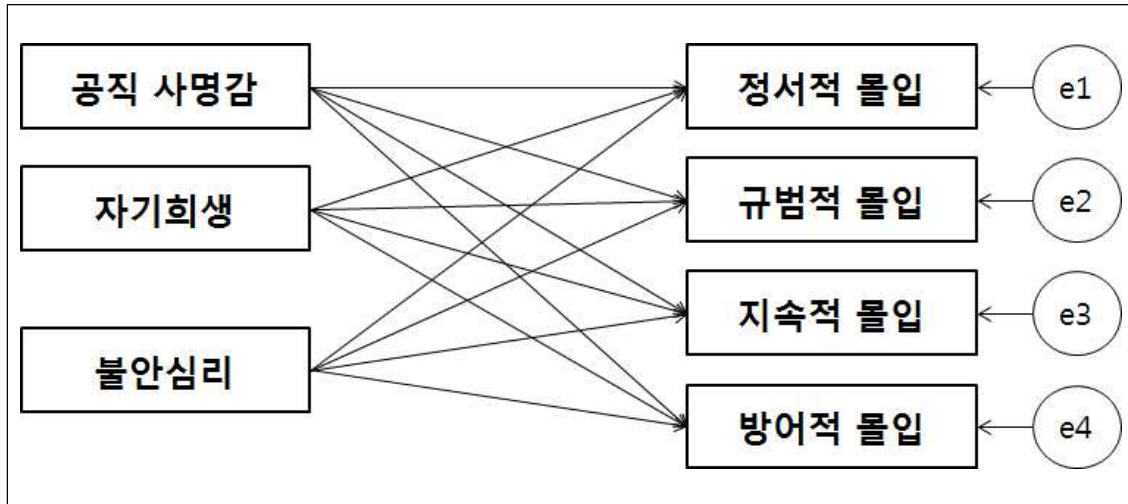 공직 사명감
자기희생
불안심리
정서적 몰입
규범적 몰입
지속적 몰입
방어적 몰입
e1
e2
e3
e4